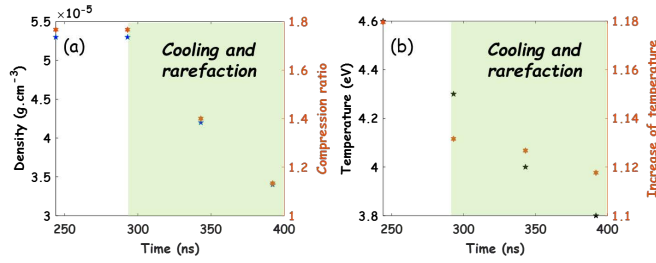 ×10⁻⁵
5.5
5
4.5
4
3.5
3
Density (g.cm⁻³)
(a)
Cooling and
rarefaction
1.8
1.6
1.4
1.2
1
Compression ratio
250
300
350
400
Time (ns)
4.6
4.4
4.2
4
3.8
Temperature (eV)
(b)
Cooling and
rarefaction
1.18
1.16
1.14
1.12
1.1
Increase of temperature
250
300
350
400
Time (ns)